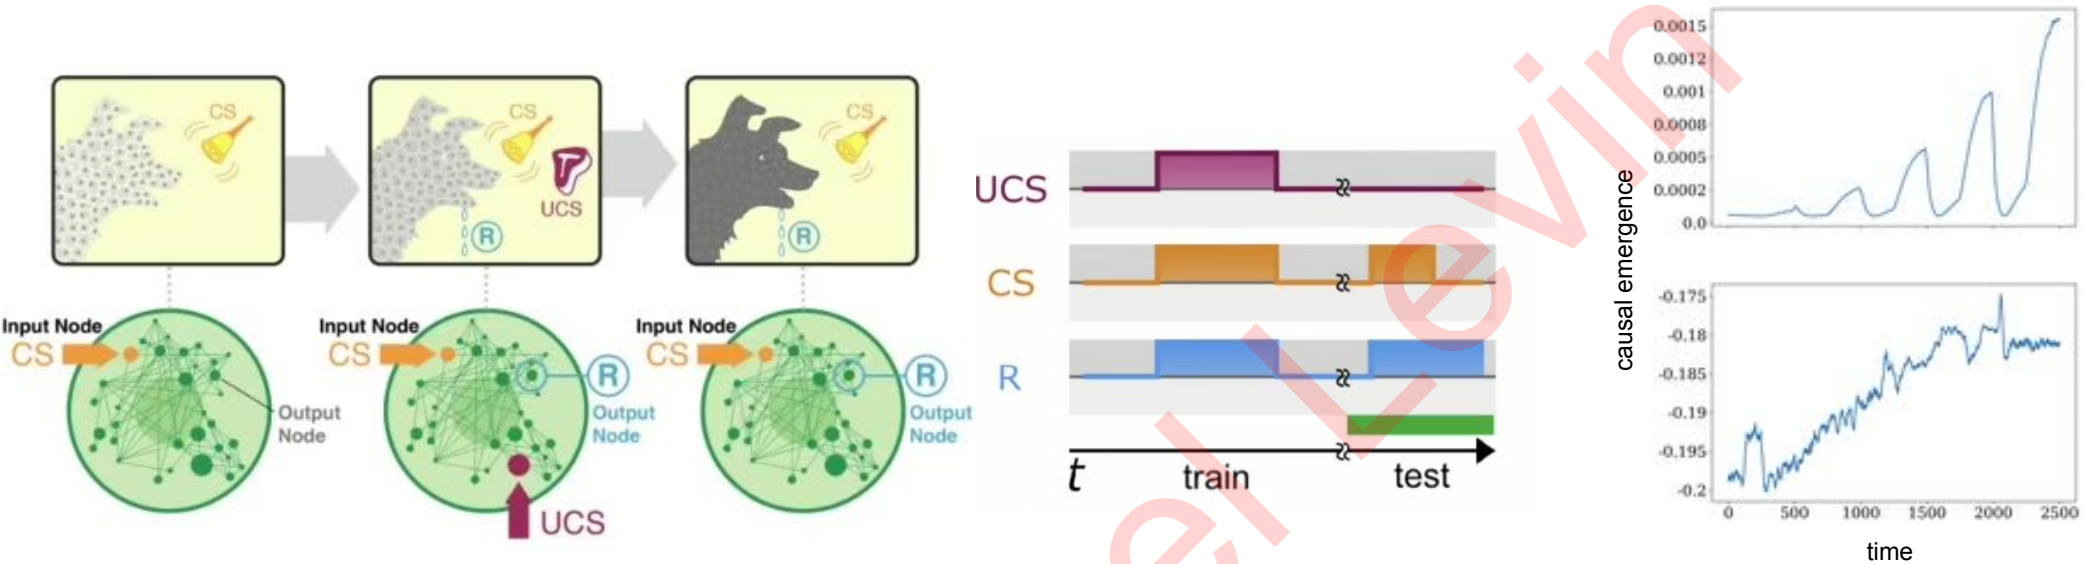 CS
CS
UCS
R
CS
R
Input Node
CS
Output
Node
Input Node
CS
R
Output
Node
UCS
Input Node
CS
R
Output
Node
UCS
CS
R
t
train
test
causal emergence
0.0015
0.0012
0.001
0.0008
0.0005
0.0002
0.0
-0.175
-0.18
-0.185
-0.19
-0.195
-0.2
0
500
1000
1500
2000
2500
time
el Levin